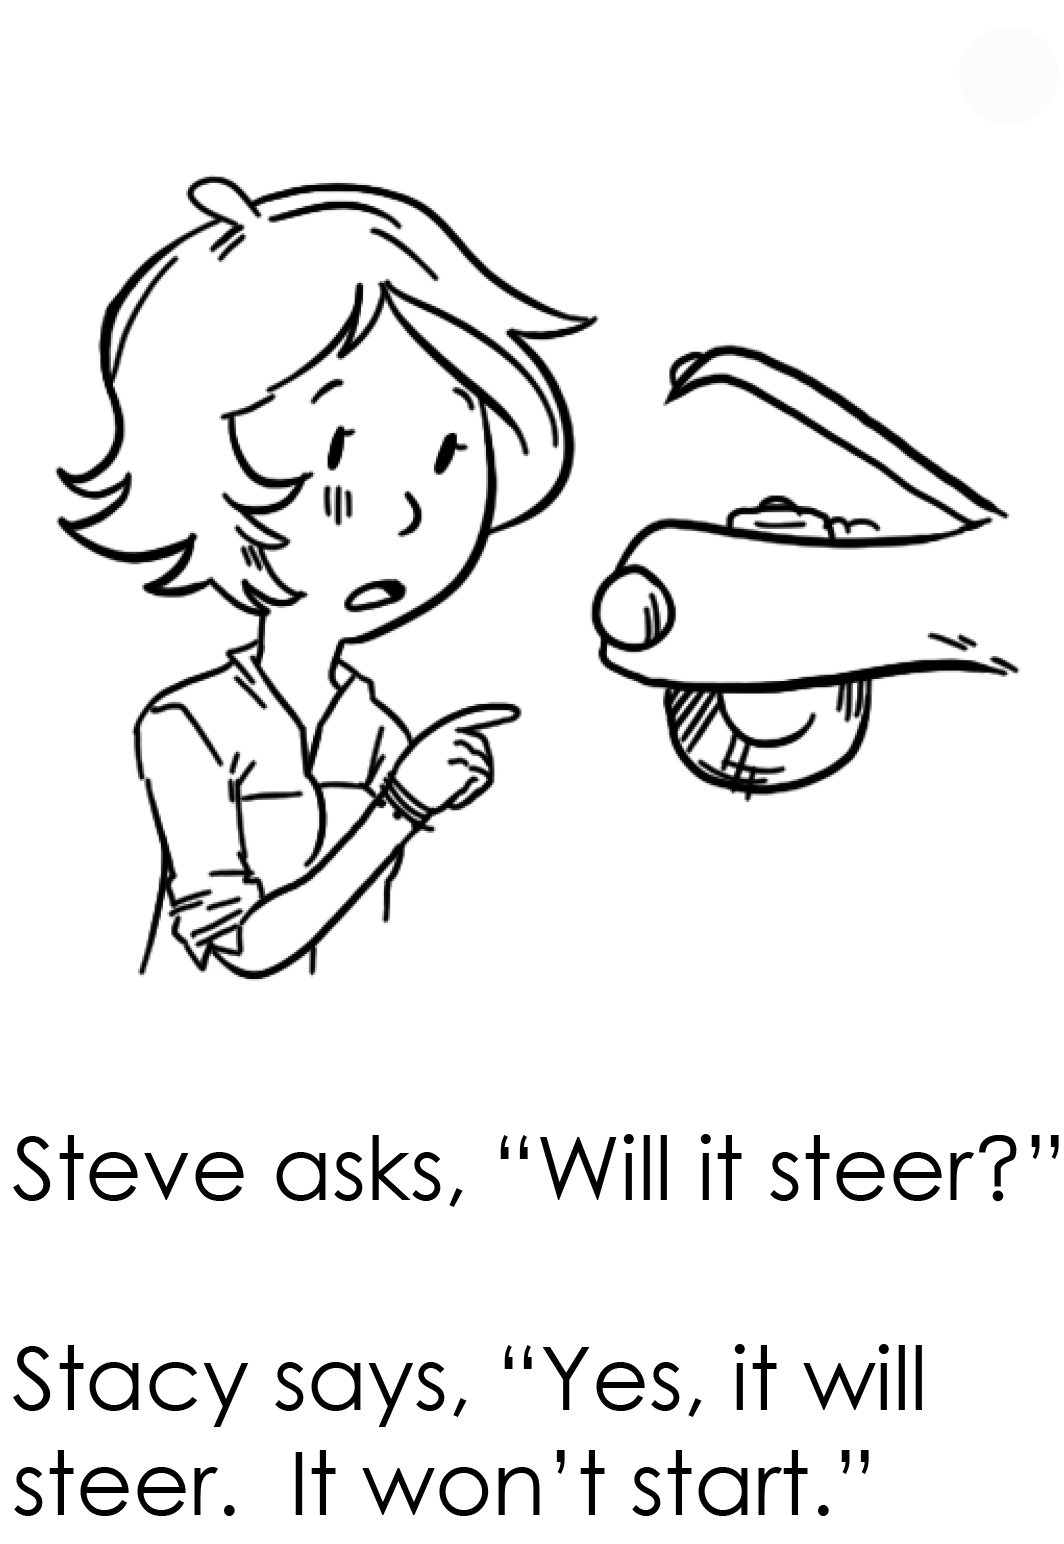 Steve asks, “Will it steer?”
Stacy says, “Yes, it will
steer.  It won’t start.”